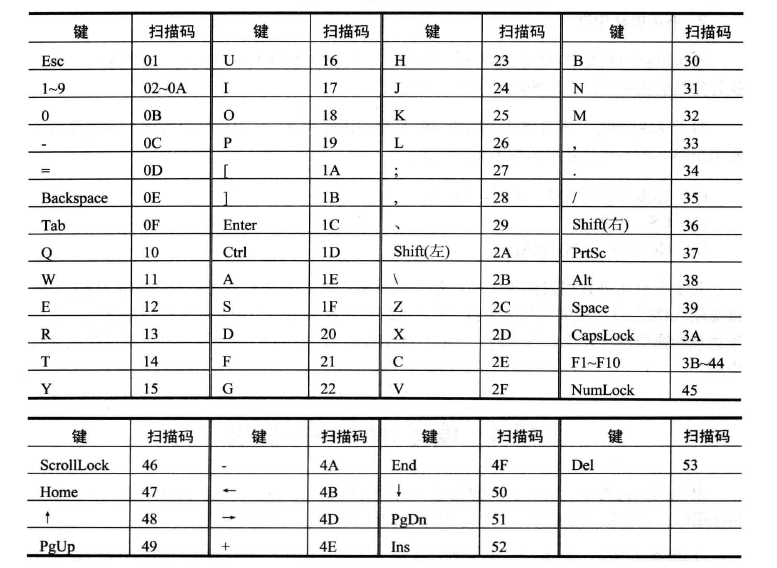 键 扫描码 键 扫描码 键 扫描码 键 扫描码
Esc 01 U 16 H 23 B 30
1~9 02~0A I 17 J 24 N 31
0 0B O 18 K 25 M 32
- 0C P 19 L 26 , 33
= 0D [ 1A ; 27 . 34
Backspace 0E ] 1B , 28 / 35
Tab 0F Enter 1C 、 29 Shift(右) 36
Q 10 Ctrl 1D Shift(左) 2A PrtSc 37
W 11 A 1E \ 2B Alt 38
E 12 S 1F Z 2C Space 39
R 13 D 20 X 2D CapsLock 3A
T 14 F 21 C 2E F1~F10 3B~44
Y 15 G 22 V 2F NumLock 45
键 扫描码 键 扫描码 键 扫描码 键 扫描码
ScrollLock 46 - 4A End 4F Del 53
Home 47 ← 4B ↓ 50
↑ 48 → 4D PgDn 51
PgUp 49 + 4E Ins 52